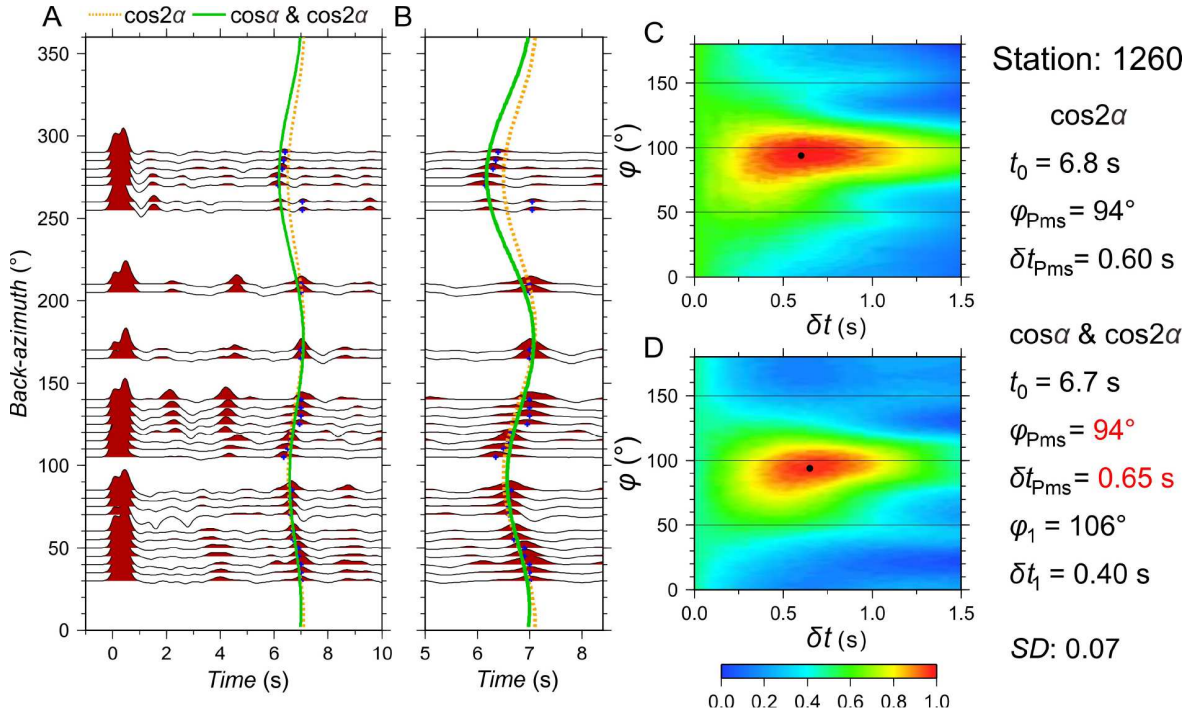 A cos2α cosα & cos2α B
360
300
250
200
150
100
50
0
Back-azimuth (°)
0 2 4 6 8 10
Time (s)
5 6 7 8
Time (s)
C
150
100
50
0
φ (°)
0.0 0.5 1.0 1.5
δt (s)
D
150
100
50
0
φ (°)
0.0 0.5 1.0 1.5
δt (s)
0.0 0.2 0.4 0.6 0.8 1.0
Station: 1260
cos2α
t0 = 6.8 s
φPms = 94°
δtPms = 0.60 s
cosα & cos2α
t0 = 6.7 s
φPms = 94°
δtPms = 0.65 s
φ1 = 106°
δt1 = 0.40 s
SD: 0.07